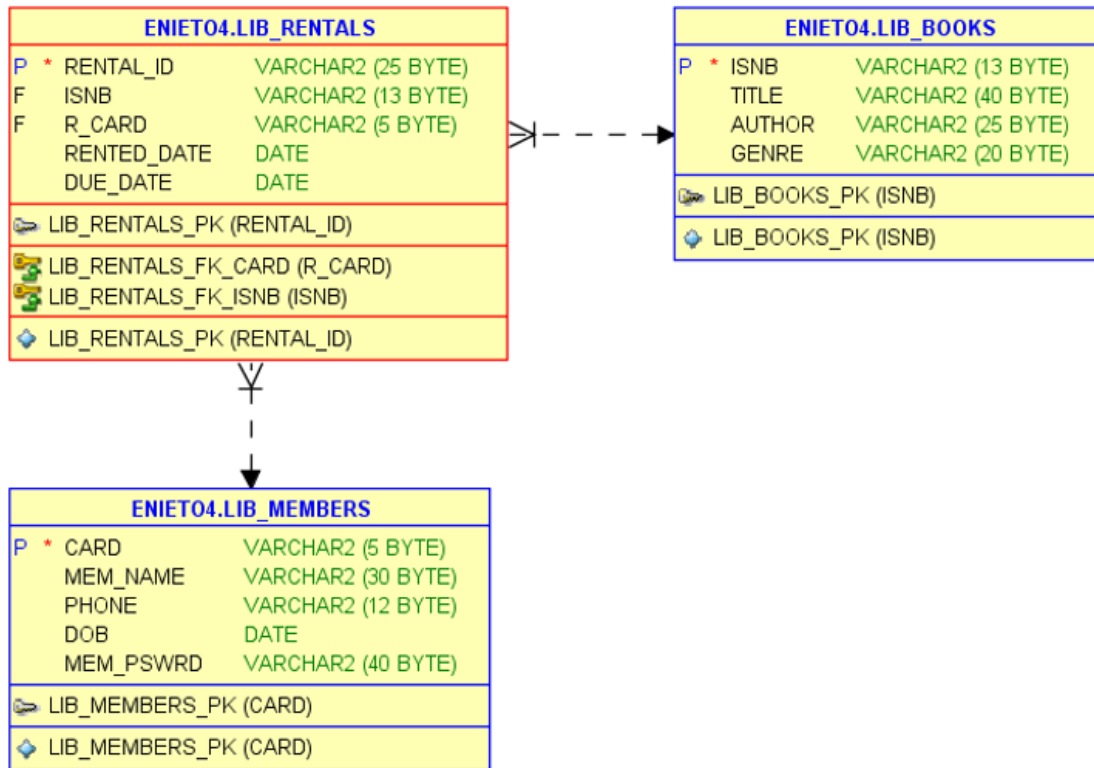 ENIETO4.LIB_RENTALS
P * RENTAL_ID VARCHAR2 (25 BYTE)
F ISNB VARCHAR2 (13 BYTE)
F R_CARD VARCHAR2 (5 BYTE)
RENTED_DATE DATE
DUE_DATE DATE
LIB_RENTALS_PK (RENTAL_ID)
LIB_RENTALS_FK_CARD (R_CARD)
LIB_RENTALS_FK_ISNB (ISNB)
LIB_RENTALS_PK (RENTAL_ID)
ENIETO4.LIB_BOOKS
P * ISNB VARCHAR2 (13 BYTE)
TITLE VARCHAR2 (40 BYTE)
AUTHOR VARCHAR2 (25 BYTE)
GENRE VARCHAR2 (20 BYTE)
LIB_BOOKS_PK (ISNB)
LIB_BOOKS_PK (ISNB)
ENIETO4.LIB_MEMBERS
P * CARD VARCHAR2 (5 BYTE)
MEM_NAME VARCHAR2 (30 BYTE)
PHONE VARCHAR2 (12 BYTE)
DOB DATE
MEM_PSWRD VARCHAR2 (40 BYTE)
LIB_MEMBERS_PK (CARD)
LIB_MEMBERS_PK (CARD)